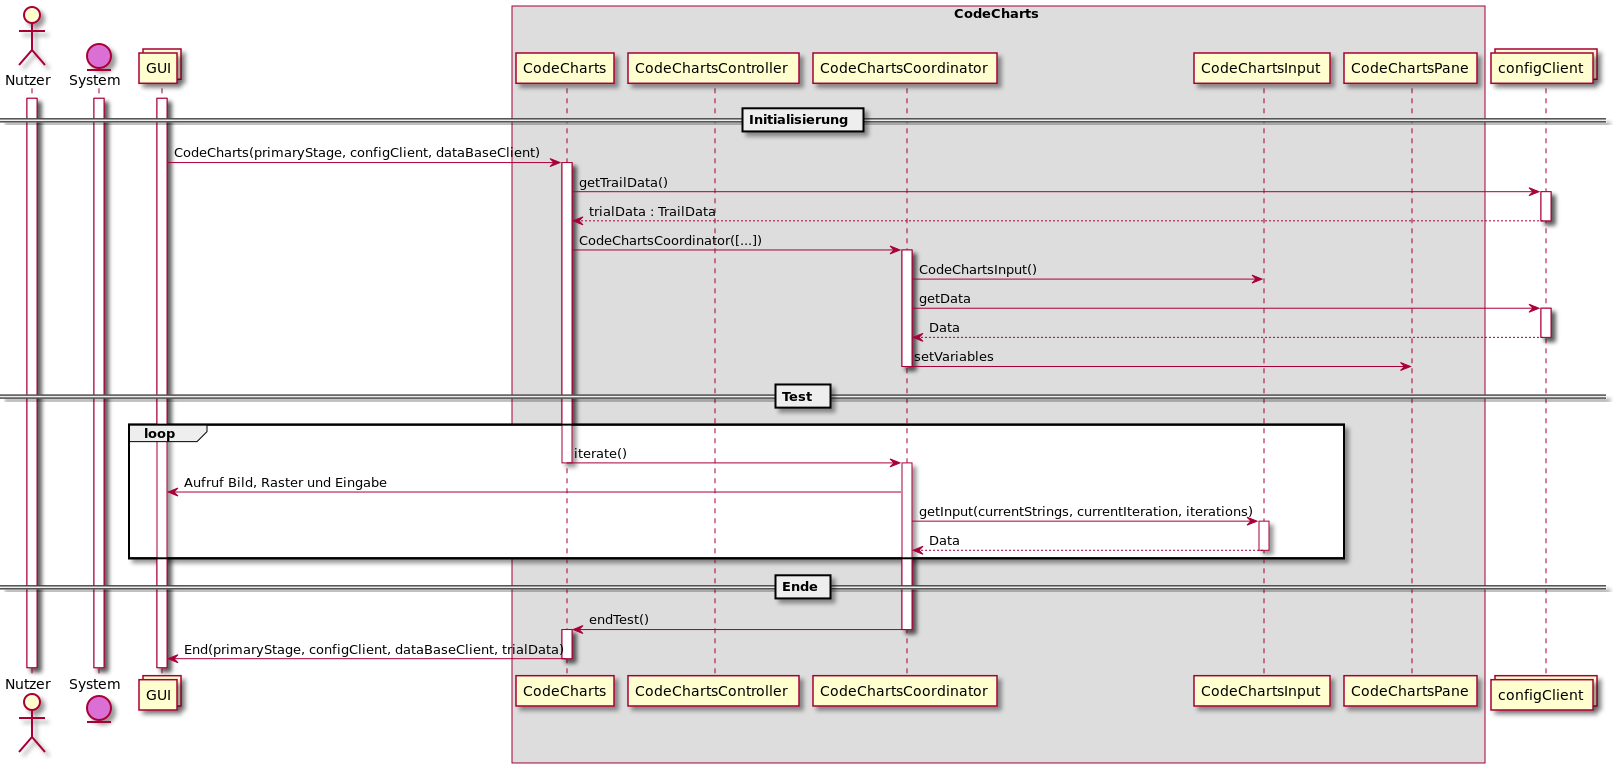 CodeCharts
Nutzer
System
GUI
CodeCharts
CodeChartsController
CodeChartsCoordinator
CodeChartsInput
CodeChartsPane
configClient
Initialisierung
CodeCharts(primaryStage, configClient, dataBaseClient)
getTrailData()
trialData : TrailData
CodeChartsCoordinator([...])
CodeChartsInput()
getData
Data
setVariables
Test
loop
iterate()
Aufruf Bild, Raster und Eingabe
getInput(currentStrings, currentIteration, iterations)
Data
Ende
endTest()
End(primaryStage, configClient, dataBaseClient, trialData)
Nutzer
System
GUI
CodeCharts
CodeChartsController
CodeChartsCoordinator
CodeChartsInput
CodeChartsPane
configClient